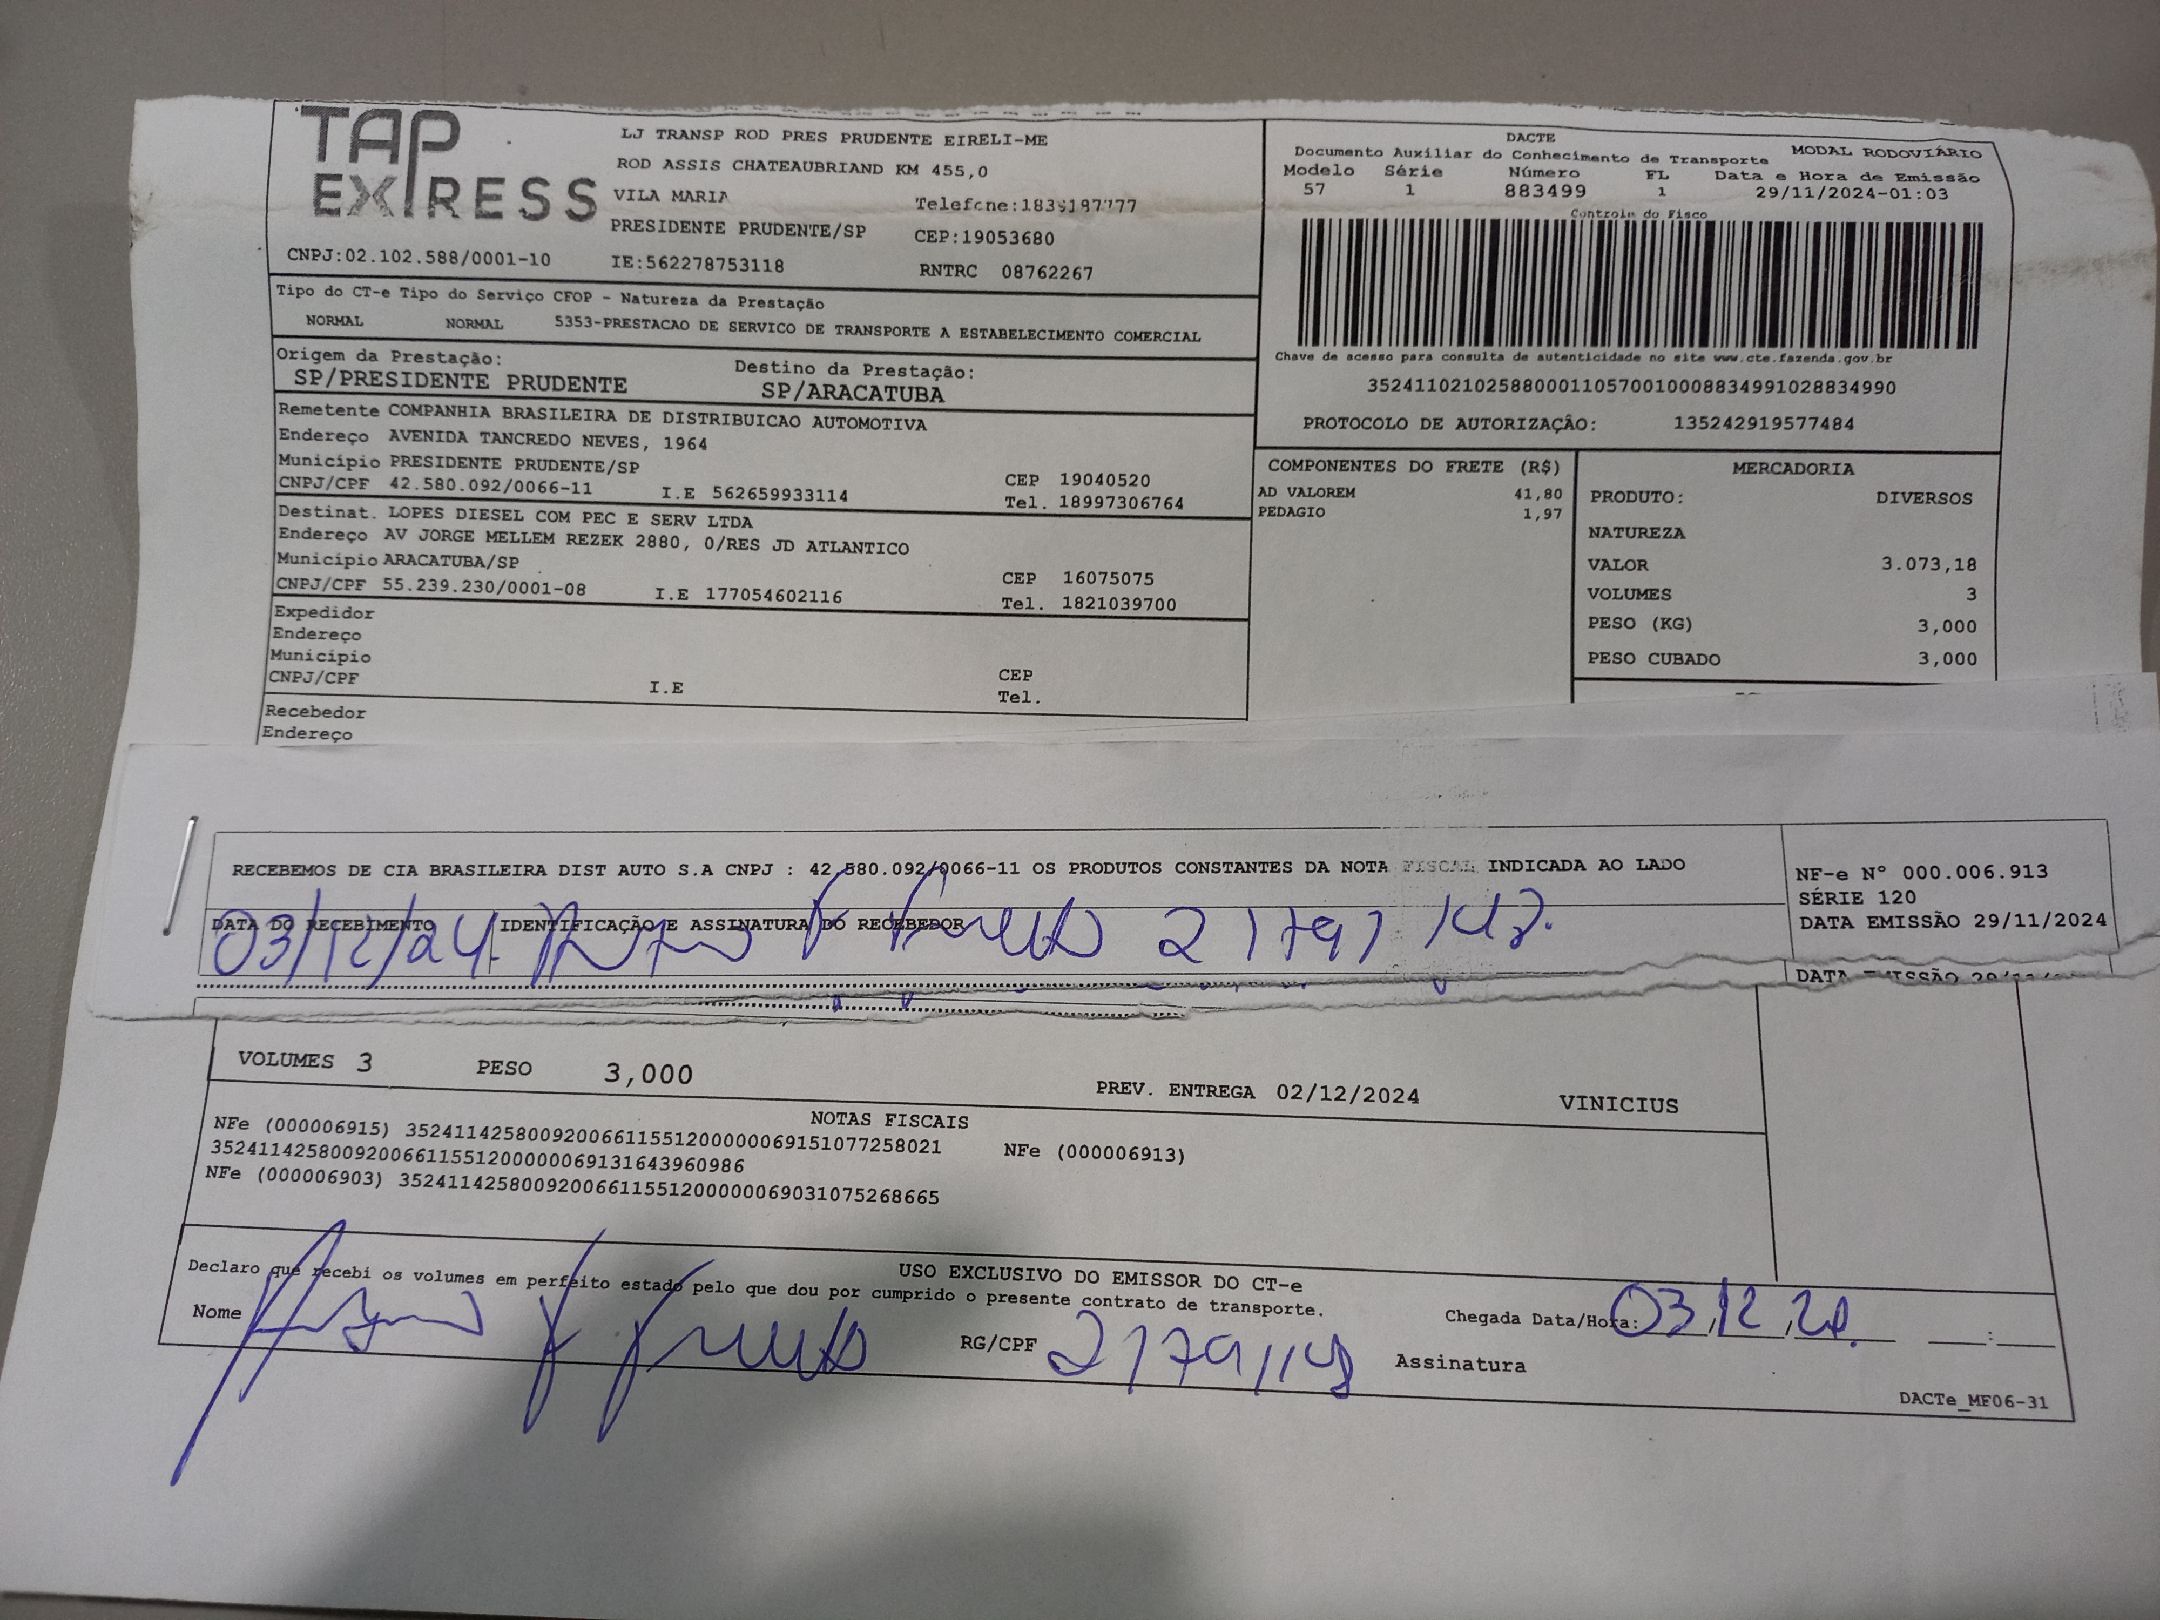 TAP
EXPRESS
LJ TRANSP ROD PRES PRUDENTE EIRELI-ME
ROD ASSIS CHATEAUBRIAND KM 455,0
VILA MARIA
PRESIDENTE PRUDENTE/SP CEP:19053680
CNPJ:02.102.588/0001-10 IE:562278753118 RNTRC 08762267
DACTE
Documento Auxiliar do Conhecimento de Transporte MODAL RODOVIÁRIO
Modelo Série Número FL Data e Hora de Emissão
57 1 883499 1 29/11/2024-01:03
Controle do Fisco
Chave de acesso para consulta de autenticidade no site www.cte.fazenda.gov.br
35241102102588000110570010008834991028834990
PROTOCOLO DE AUTORIZAÇÂO: 135242919577484
Tipo do CT-e Tipo do Serviço CFOP - Natureza da Prestação
NORMAL NORMAL 5353-PRESTACAO DE SERVICO DE TRANSPORTE A ESTABELECIMENTO COMERCIAL
Origem da Prestação: Destino da Prestação:
SP/PRESIDENTE PRUDENTE SP/ARACATUBA
Remetente COMPANHIA BRASILEIRA DE DISTRIBUICAO AUTOMOTIVA
Endereço AVENIDA TANCREDO NEVES, 1964
Município PRESIDENTE PRUDENTE/SP CEP 19040520
CNPJ/CPF 42.580.092/0066-11 I.E 562659933114 Tel. 18997306764
Destinat. LOPES DIESEL COM PEC E SERV LTDA
Endereço AV JORGE MELLEM REZEK 2880, 0/RES JD ATLANTICO
Município ARACATUBA/SP CEP 16075075
CNPJ/CPF 55.239.230/0001-08 I.E 177054602116 Tel. 1821039700
Expedidor
Endereço
Município CEP
CNPJ/CPF I.E Tel.
Recebedor
Endereço
COMPONENTES DO FRETE (R$)
AD VALOREM 41,80
PEDAGIO 1,97
MERCADORIA
PRODUTO: DIVERSOS
NATUREZA
VALOR 3.073,18
VOLUMES 3
PESO (KG) 3,000
PESO CUBADO 3,000
RECEBEMOS DE CIA BRASILEIRA DIST AUTO S.A CNPJ : 42.580.092/0066-11 OS PRODUTOS CONSTANTES DA NOTA FISCAL INDICADA AO LADO
DATA DO RECEBIMENTO IDENTIFICAÇÃO E ASSINATURA DO RECEBEDOR
03/12/24
NF-e Nº 000.006.913
SÉRIE 120
DATA EMISSÃO 29/11/2024
DATA EMISSÃO
VOLUMES 3 PESO 3,000 PREV. ENTREGA 02/12/2024 VINICIUS
NOTAS FISCAIS
NFe (000006915) 35241142580092006611551200000069151077258021 NFe (000006913)
35241142580092006611551200000069131643960986
NFe (000006903) 35241142580092006611551200000069031075268665
USO EXCLUSIVO DO EMISSOR DO CT-e
Declaro que recebi os volumes em perfeito estado pelo que dou por cumprido o presente contrato de transporte.
Nome RG/CPF Chegada Data/Hora: 03,12,24
Assinatura
DACTe_MF06-31